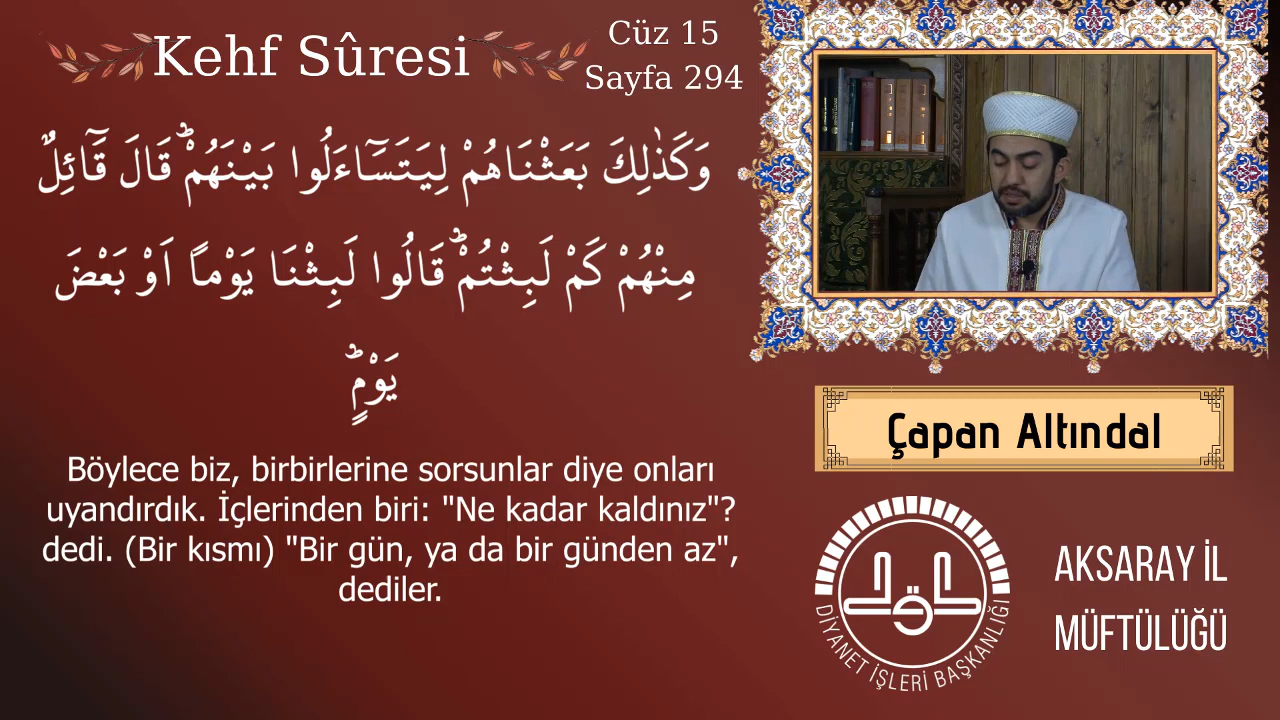 Kehf Sûresi
Cüz 15
Sayfa 294
وَكَذٰلِكَ بَعَثْنَاهُمْ لِيَتَسَٓاءَلُوا بَيْنَهُمْۜ قَالَ قَٓائِلٌ
مِنْهُمْ كَمْ لَبِثْتُمْۜ قَالُوا لَبِثْنَا يَوْماً اَوْ بَعْضَ
يَوْمٍۜ
Böylece biz, birbirlerine sorsunlar diye onları
uyandırdık. İçlerinden biri: "Ne kadar kaldınız"?
dedi. (Bir kısmı) "Bir gün, ya da bir günden az",
dediler.
Çapan Altındal
DİYANET İŞLERİ BAŞKANLIĞI
AKSARAY İL
MÜFTÜLÜĞÜ